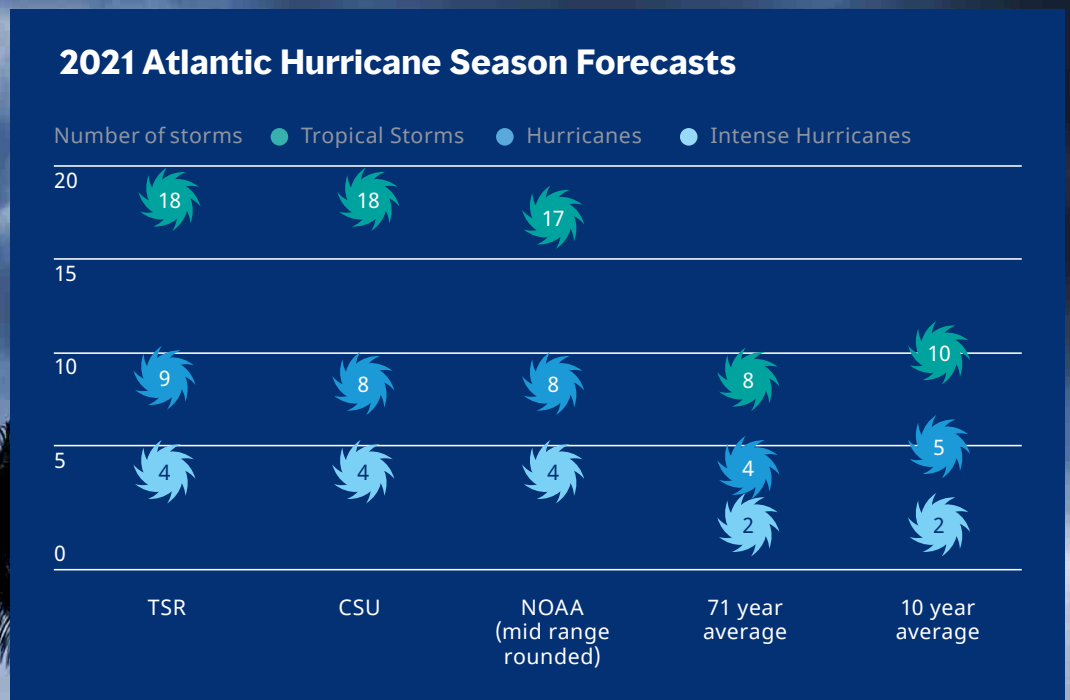 2021 Atlantic Hurricane Season Forecasts
Number of storms Tropical Storms Hurricanes Intense Hurricanes
20
18 18 17
15
10
10
9 8 8 8
5
5
4 4 4 4
2 2
0
TSR CSU NOAA (mid range rounded) 71 year average 10 year average